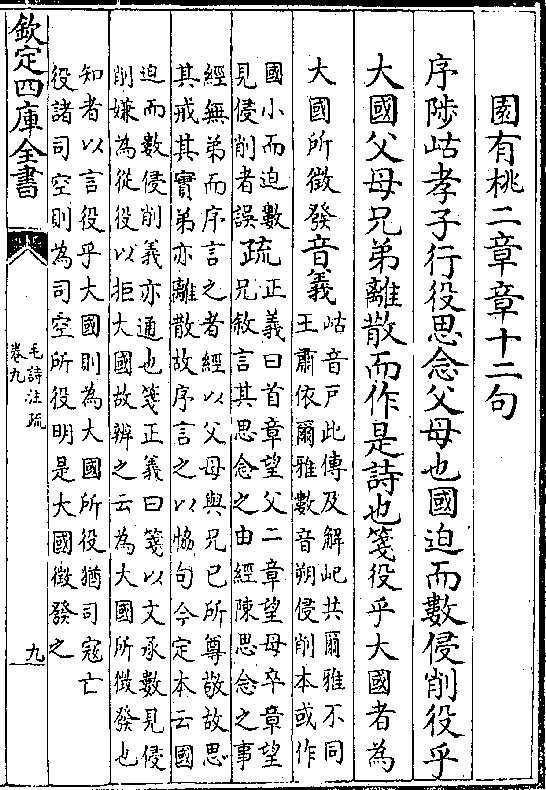 園有桃二章章十二句
序陟岵孝子行役思念父母也國迫而數侵削役乎
大國父母兄弟離散而作是詩也箋役乎大國者為
大國所徵發音義
岵音戸此傳及解屺共爾雅不同
王肅依爾雅數音朔侵削本或作
國小而迫數
見侵削者誤
疏
正義曰首章望父二章望母卒章望
兄敘言其思念之由經陳思念之事
經無弟而序言之者經以父母與兄已所尊敬故思
其戒其實弟亦離散故序言之以協句今定本云國
迫而數侵削義亦通也箋正義曰箋以文承數見侵
削嫌為從役以拒大國故辨之云為大國所徵發也
知者以言役乎大國則為大國所役猶司寇亡
役諸司空則為司空所役明是大國徵發之
欽定四庫全書
毛詩注疏
卷九
九